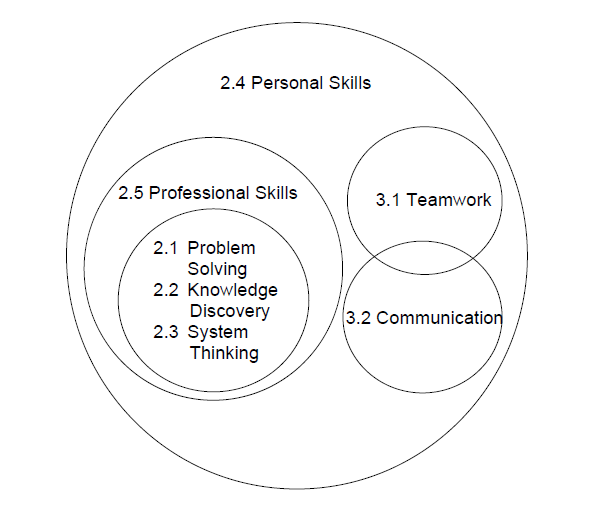 2.4 Personal Skills
2.5 Professional Skills
2.1 Problem
Solving
2.2 Knowledge
Discovery
2.3 System
Thinking
3.1 Teamwork
3.2 Communication